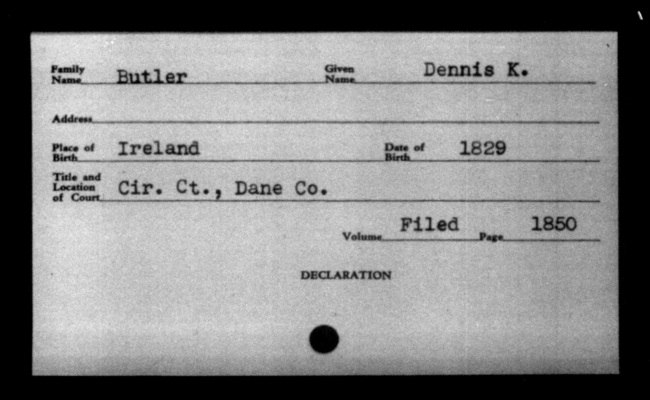 Family Name Butler Given Name Dennis K.
Address
Place of Birth Ireland Date of Birth 1829
Title and Location of Court Cir. Ct., Dane Co.
Volume Filed Page 1850
DECLARATION